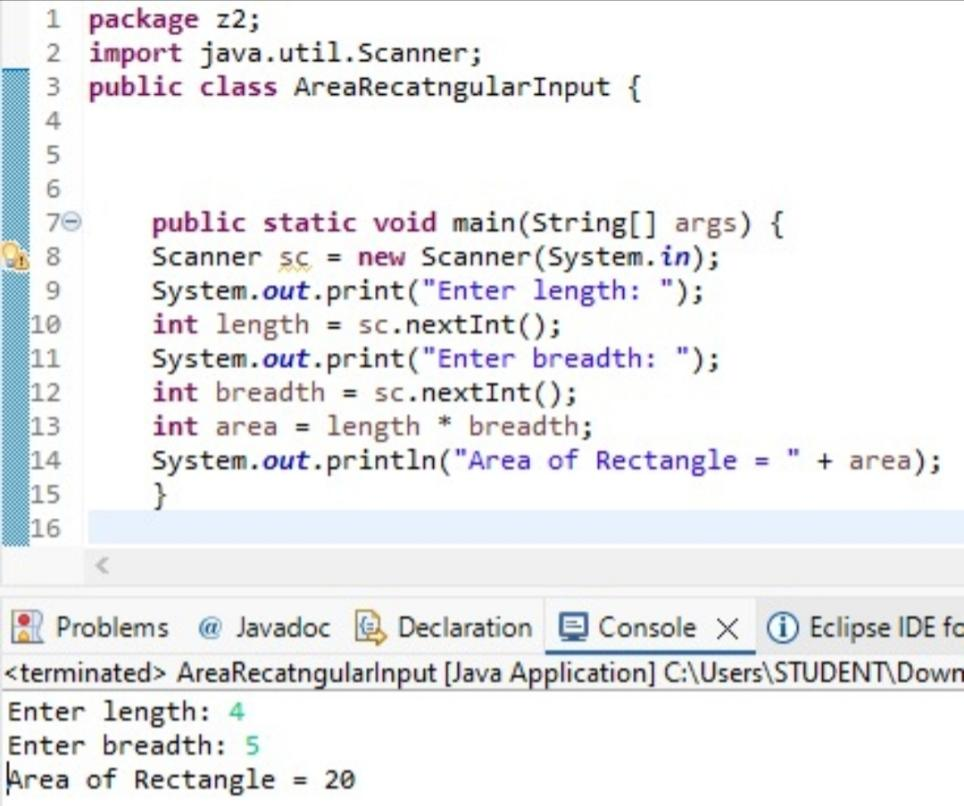 1 package z2;
2 import java.util.Scanner;
3 public class AreaRecatngularInput {
4
5
6
7 public static void main(String[] args) {
8 Scanner sc = new Scanner(System.in);
9 System.out.print("Enter length: ");
10 int length = sc.nextInt();
11 System.out.print("Enter breadth: ");
12 int breadth = sc.nextInt();
13 int area = length * breadth;
14 System.out.println("Area of Rectangle = " + area);
15 }
16
Problems @ Javadoc Declaration Console Eclipse IDE fo
<terminated> AreaRecatngularInput [Java Application] C:\Users\STUDENT\Down
Enter length: 4
Enter breadth: 5
Area of Rectangle = 20